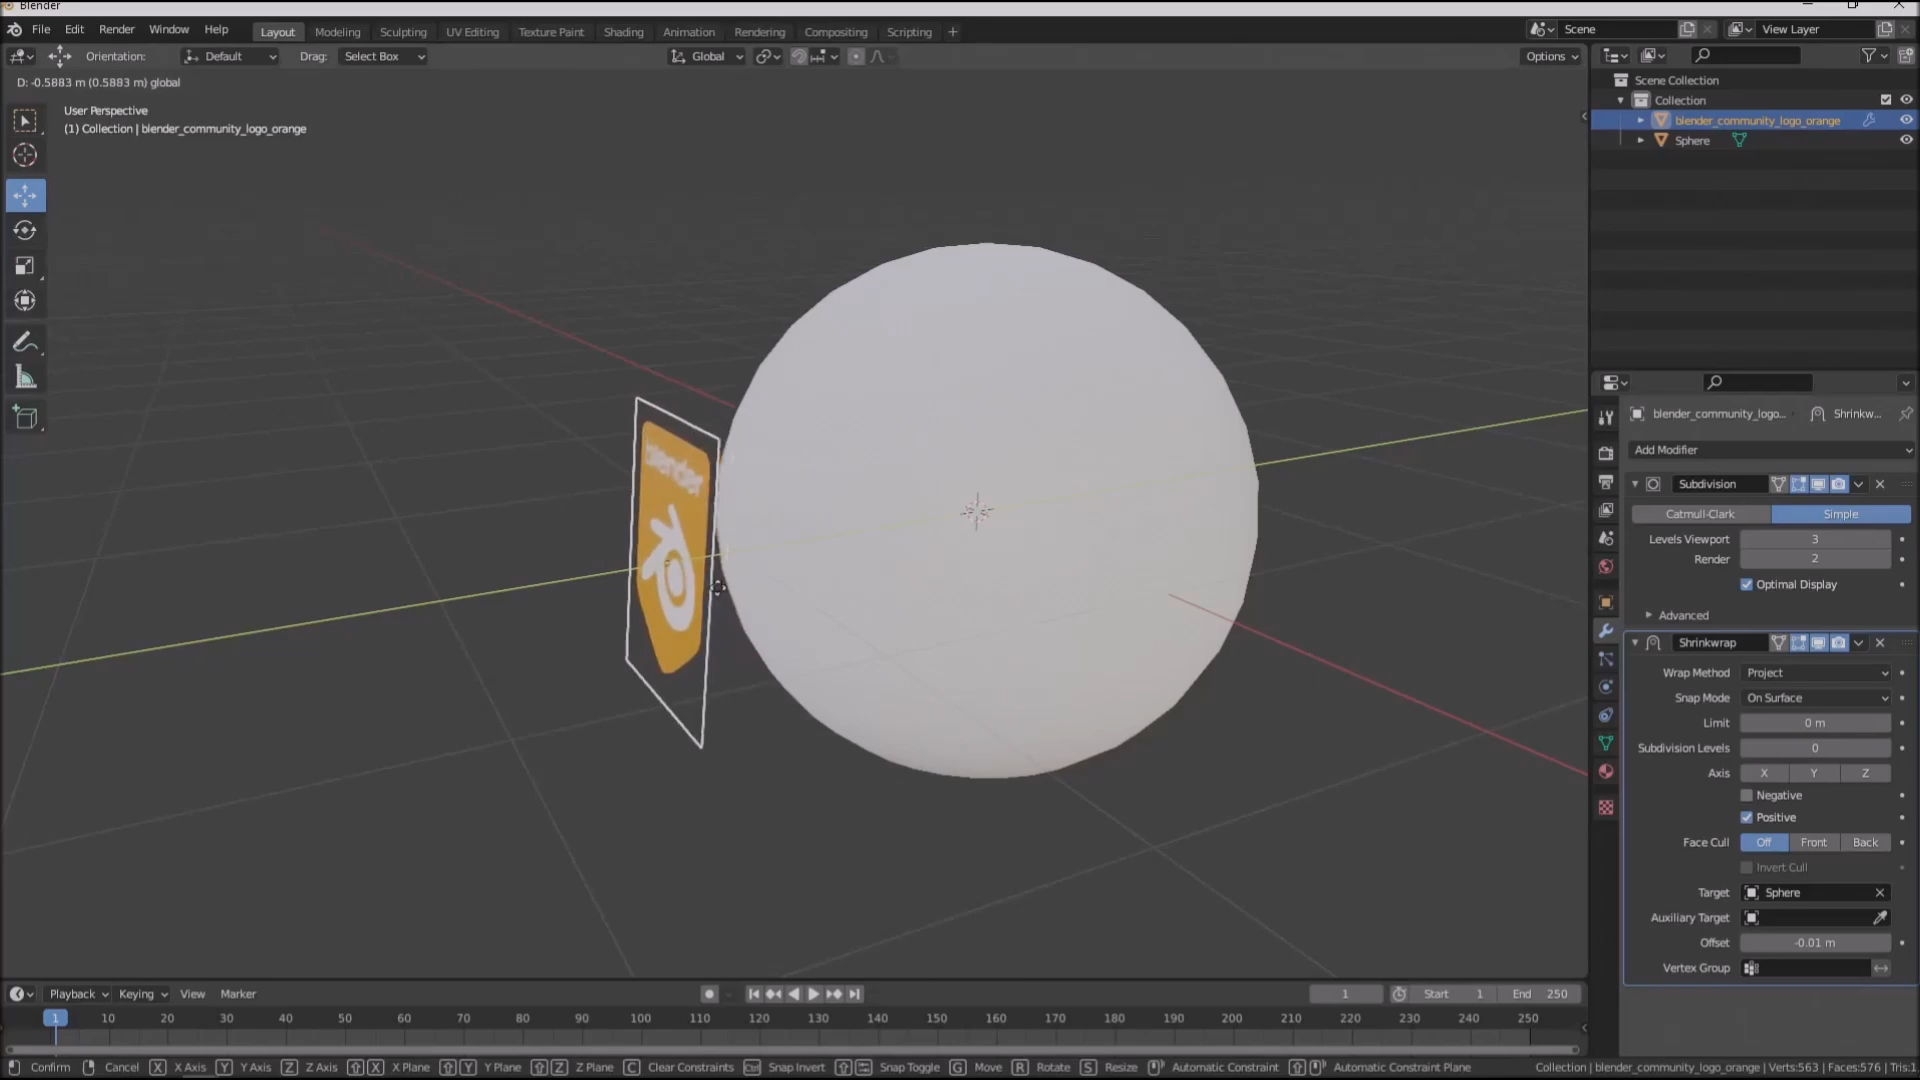 Blender
File Edit Render Window Help Layout Modeling Sculpting UV Editing Texture Paint Shading Animation Rendering Compositing Scripting + Scene View Layer
Orientation: Default Drag: Select Box Global Options
D: -0.5883 m (0.5883 m) global
User Perspective
(1) Collection | blender_community_logo_orange
blender
Scene Collection
Collection
blender_community_logo_orange
Sphere
blender_community_logo... Shrinkw...
Add Modifier
Subdivision
Catmull-Clark Simple
Levels Viewport 3
Render 2
Optimal Display
Advanced
Shrinkwrap
Wrap Method Project
Snap Mode On Surface
Limit 0 m
Subdivision Levels 0
Axis X Y Z
Negative
Positive
Face Cull Off Front Back
Invert Cull
Target Sphere
Auxiliary Target
Offset -0.01 m
Vertex Group
Playback Keying View Marker 1 Start 1 End 250
1 10 20 30 40 50 60 70 80 90 100 110 120 130 140 150 160 170 180 190 200 210 220 230 240 250
Confirm Cancel X X Axis Y Y Axis Z Z Axis X X Plane Y Y Plane Z Z Plane C Clear Constraints Ctrl Snap Invert Snap Toggle G Move R Rotate S Resize Automatic Constraint Automatic Constraint Plane Collection | blender_community_logo_orange | Verts:563 | Faces:576 | Tris:1